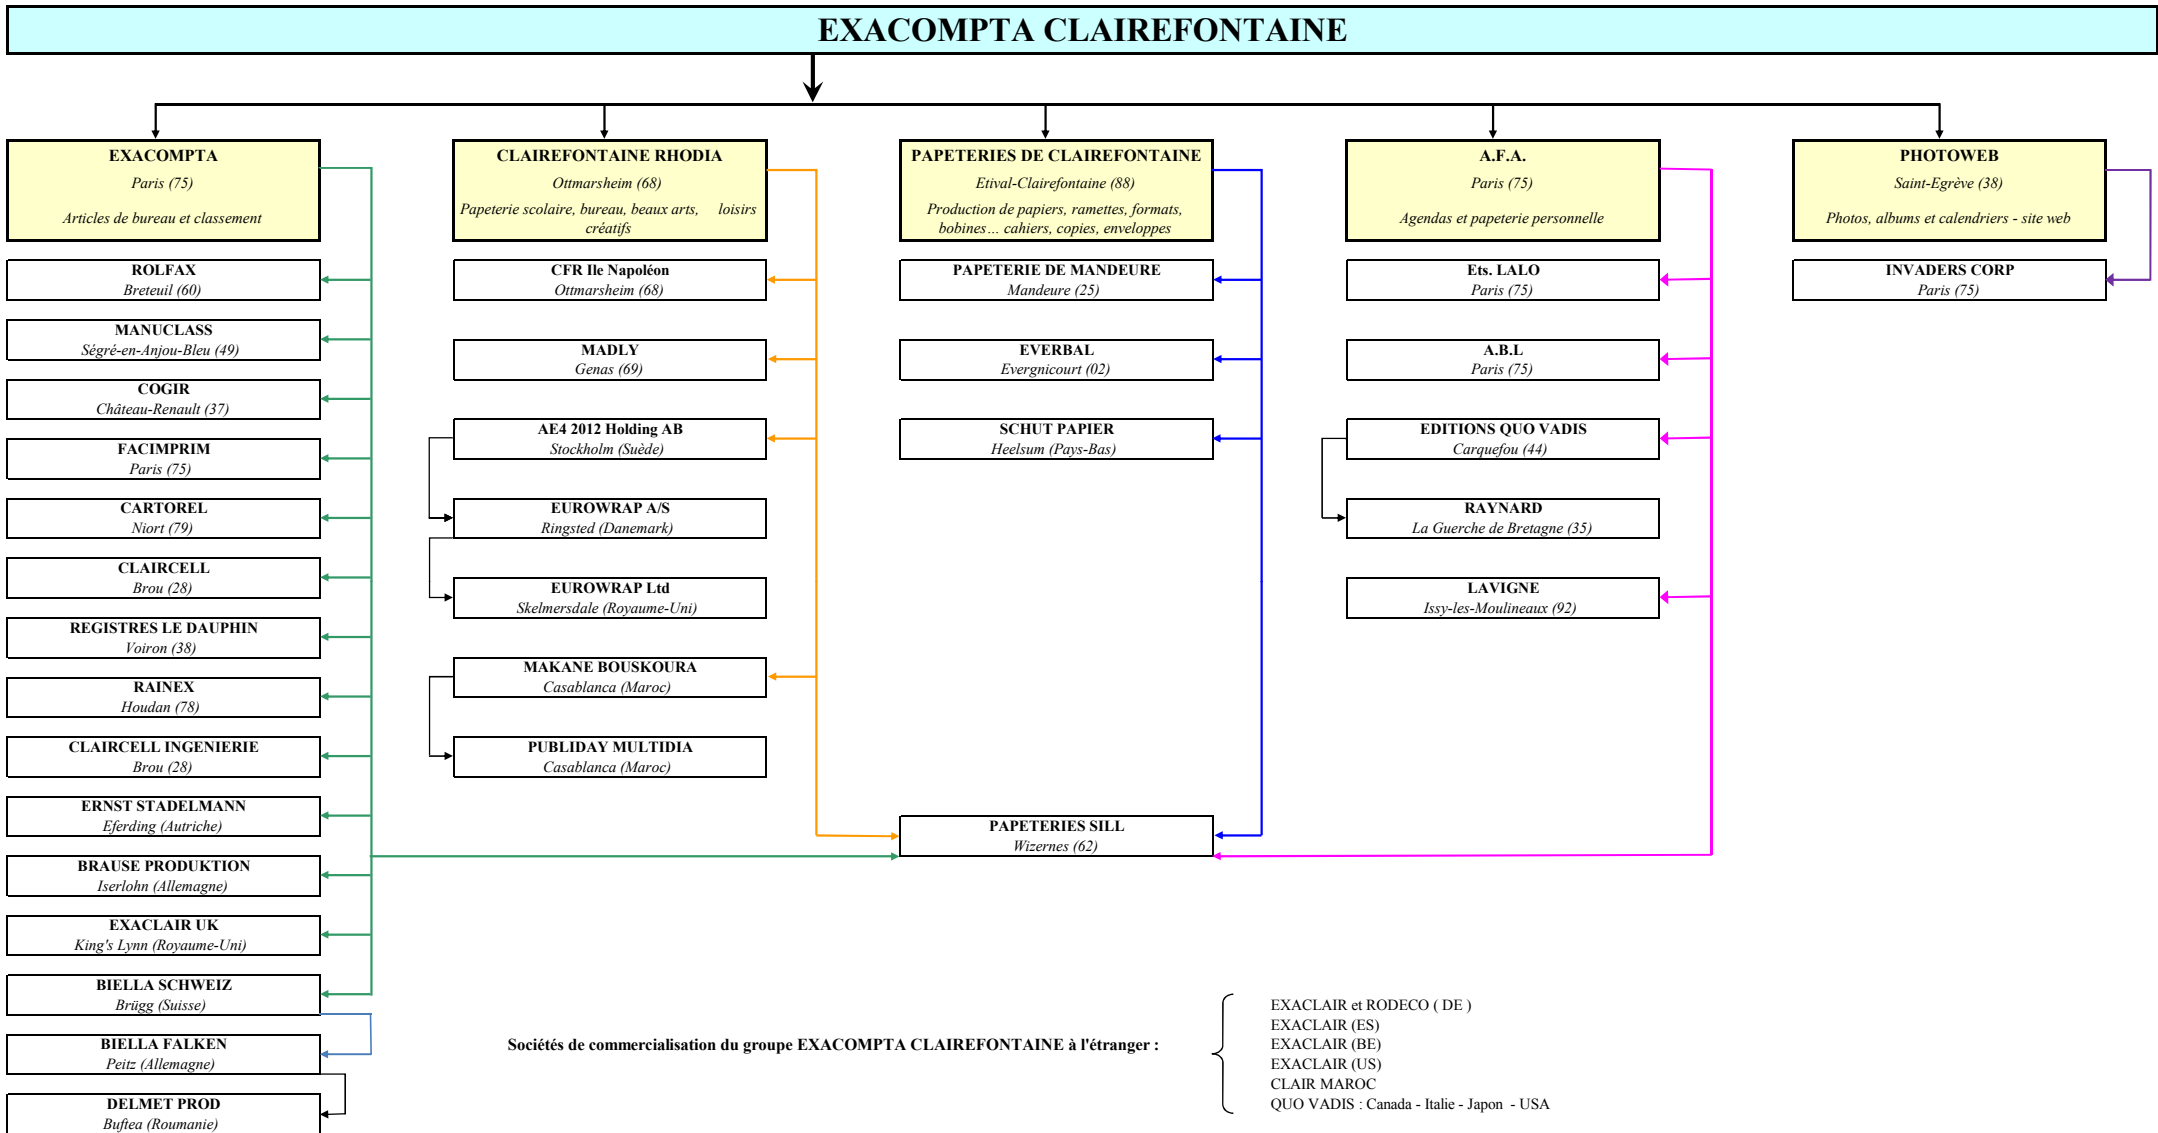 EXACOMPTA CLAIREFONTAINE
EXACOMPTA
Paris (75)
Articles de bureau et classement
ROLFAX
Breteuil (60)
MANUCLASS
Ségré-en-Anjou-Bleu (49)
COGIR
Château-Renault (37)
FACIMPRIM
Paris (75)
CARTOREL
Niort (79)
CLAIRCELL
Brou (28)
REGISTRES LE DAUPHIN
Voiron (38)
RAINEX
Houdan (78)
CLAIRCELL INGENIERIE
Brou (28)
ERNST STADELMANN
Eferding (Autriche)
BRAUSE PRODUKTION
Iserlohn (Allemagne)
EXACLAIR UK
King's Lynn (Royaume-Uni)
BIELLA SCHWEIZ
Brügg (Suisse)
BIELLA FALKEN
Peitz (Allemagne)
DELMET PROD
Buftea (Roumanie)
CLAIREFONTAINE RHODIA
Ottmarsheim (68)
Papeterie scolaire, bureau, beaux arts, loisirs
créatifs
CFR Ile Napoléon
Ottmarsheim (68)
MADLY
Genas (69)
AE4 2012 Holding AB
Stockholm (Suède)
EUROWRAP A/S
Ringsted (Danemark)
EUROWRAP Ltd
Skelmersdale (Royaume-Uni)
MAKANE BOUSKOURA
Casablanca (Maroc)
PUBLIDAY MULTIDIA
Casablanca (Maroc)
PAPETERIES DE CLAIREFONTAINE
Etival-Clairefontaine (88)
Production de papiers, ramettes, formats,
bobines… cahiers, copies, enveloppes
PAPETERIE DE MANDEURE
Mandeure (25)
EVERBAL
Evergnicourt (02)
SCHUT PAPIER
Heelsum (Pays-Bas)
PAPETERIES SILL
Wizernes (62)
A.F.A.
Paris (75)
Agendas et papeterie personnelle
Ets. LALO
Paris (75)
A.B.L
Paris (75)
EDITIONS QUO VADIS
Carquefou (44)
RAYNARD
La Guerche de Bretagne (35)
LAVIGNE
Issy-les-Moulineaux (92)
PHOTOWEB
Saint-Egrève (38)
Photos, albums et calendriers - site web
INVADERS CORP
Paris (75)
Sociétés de commercialisation du groupe EXACOMPTA CLAIREFONTAINE à l'étranger :
EXACLAIR et RODECO ( DE )
EXACLAIR (ES)
EXACLAIR (BE)
EXACLAIR (US)
CLAIR MAROC
QUO VADIS : Canada - Italie - Japon - USA